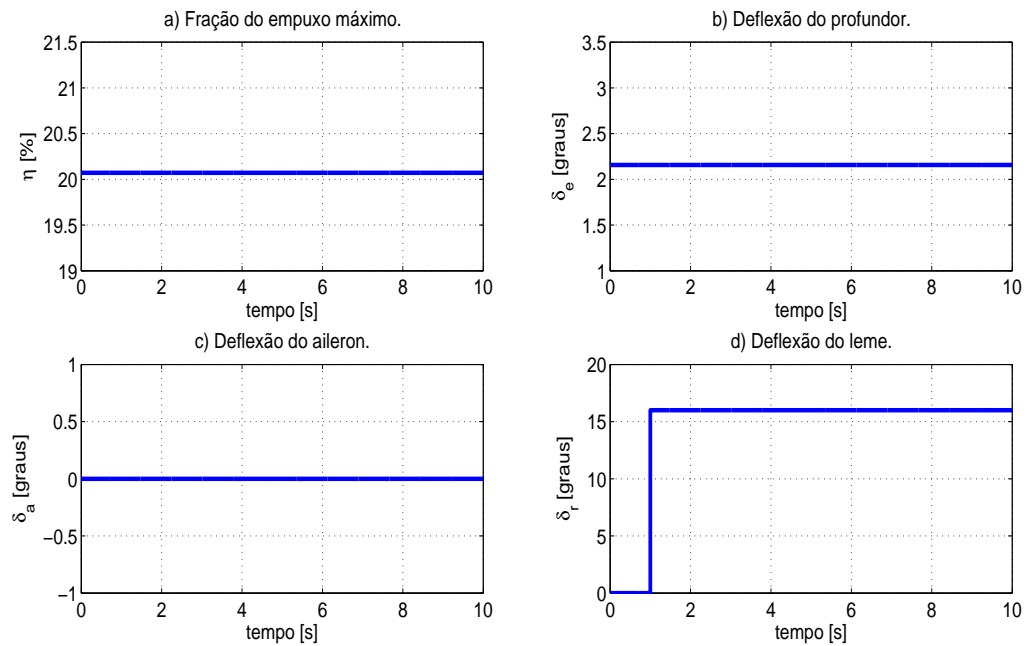 a) Fração do empuxo máximo.
21.5
21
20.5
20
19.5
19
η [%]
0 2 4 6 8 10
tempo [s]
b) Deflexão do profundor.
3.5
3
2.5
2
1.5
1
δe [graus]
0 2 4 6 8 10
tempo [s]
c) Deflexão do aileron.
1
0.5
0
−0.5
−1
δa [graus]
0 2 4 6 8 10
tempo [s]
d) Deflexão do leme.
20
15
10
5
0
δr [graus]
0 2 4 6 8 10
tempo [s]